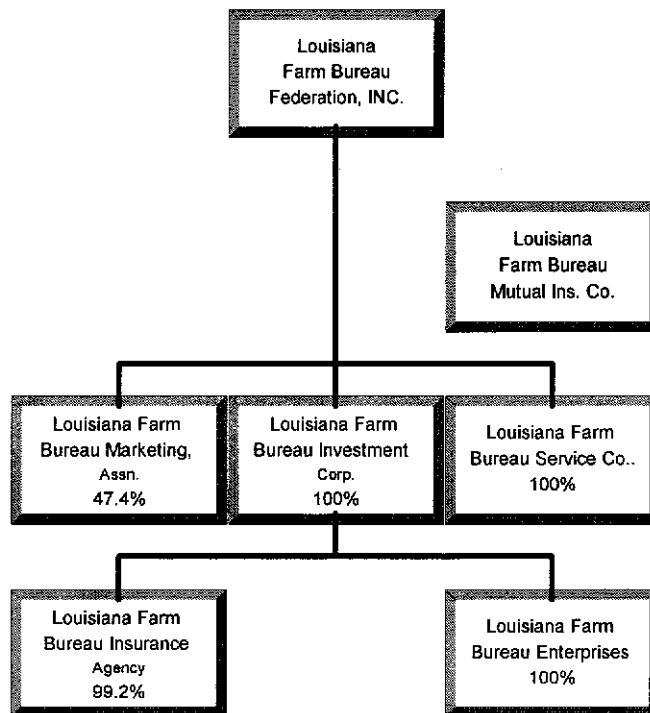 Louisiana
Farm Bureau
Federation, INC.
Louisiana
Farm Bureau
Mutual Ins. Co.
Louisiana Farm
Bureau Marketing,
Assn.
47.4%
Louisiana Farm
Bureau Investment
Corp.
100%
Louisiana Farm
Bureau Service Co..
100%
Louisiana Farm
Bureau Insurance
Agency
99.2%
Louisiana Farm
Bureau Enterprises
100%